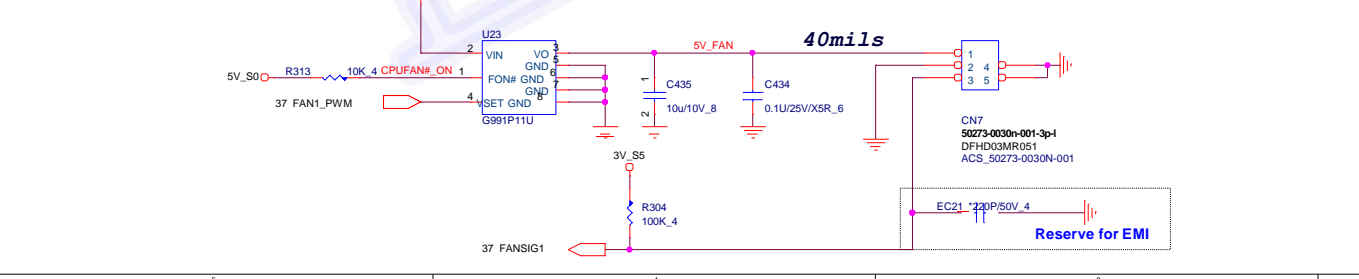 U23
2 VIN VO 3
5V_FAN
40mils
GND 5
5V_S0 R313 10K_4 CPUFAN#_ON 1 FON# GND 6
GND 7
37 FAN1_PWM 4 VSET GND 8
G991P11U
1
C435
10u/10V_8
2
C434
0.1U/25V/X5R_6
1
2 4
3 5
CN7
50273-0030n-001-3p-l
DFHD03MR051
ACS_50273-0030N-001
3V_S5
R304
100K_4
37 FANSIG1
EC21 *220P/50V_4
Reserve for EMI